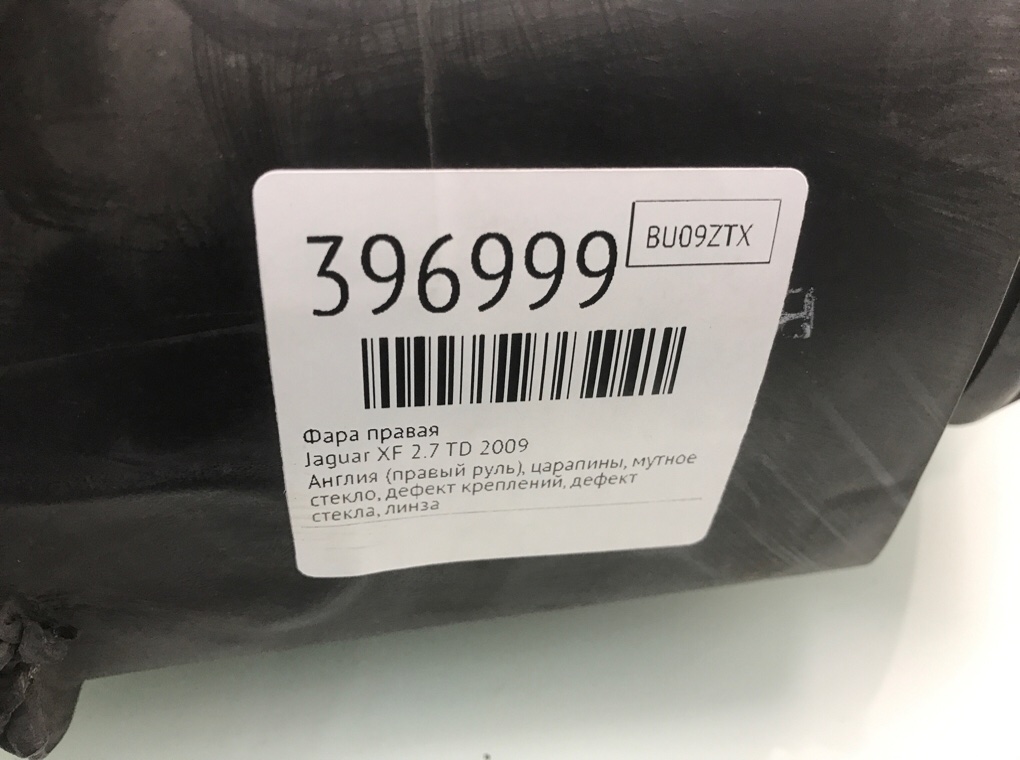 396999
BU09ZTX
Фара правая
Jaguar XF 2.7 TD 2009
Англия (правый руль), царапины, мутное
стекло, дефект креплений, дефект
стекла, линза